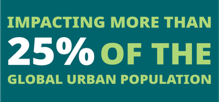 IMPACTING MORE THAN
25% OF THE
GLOBAL URBAN POPULATION